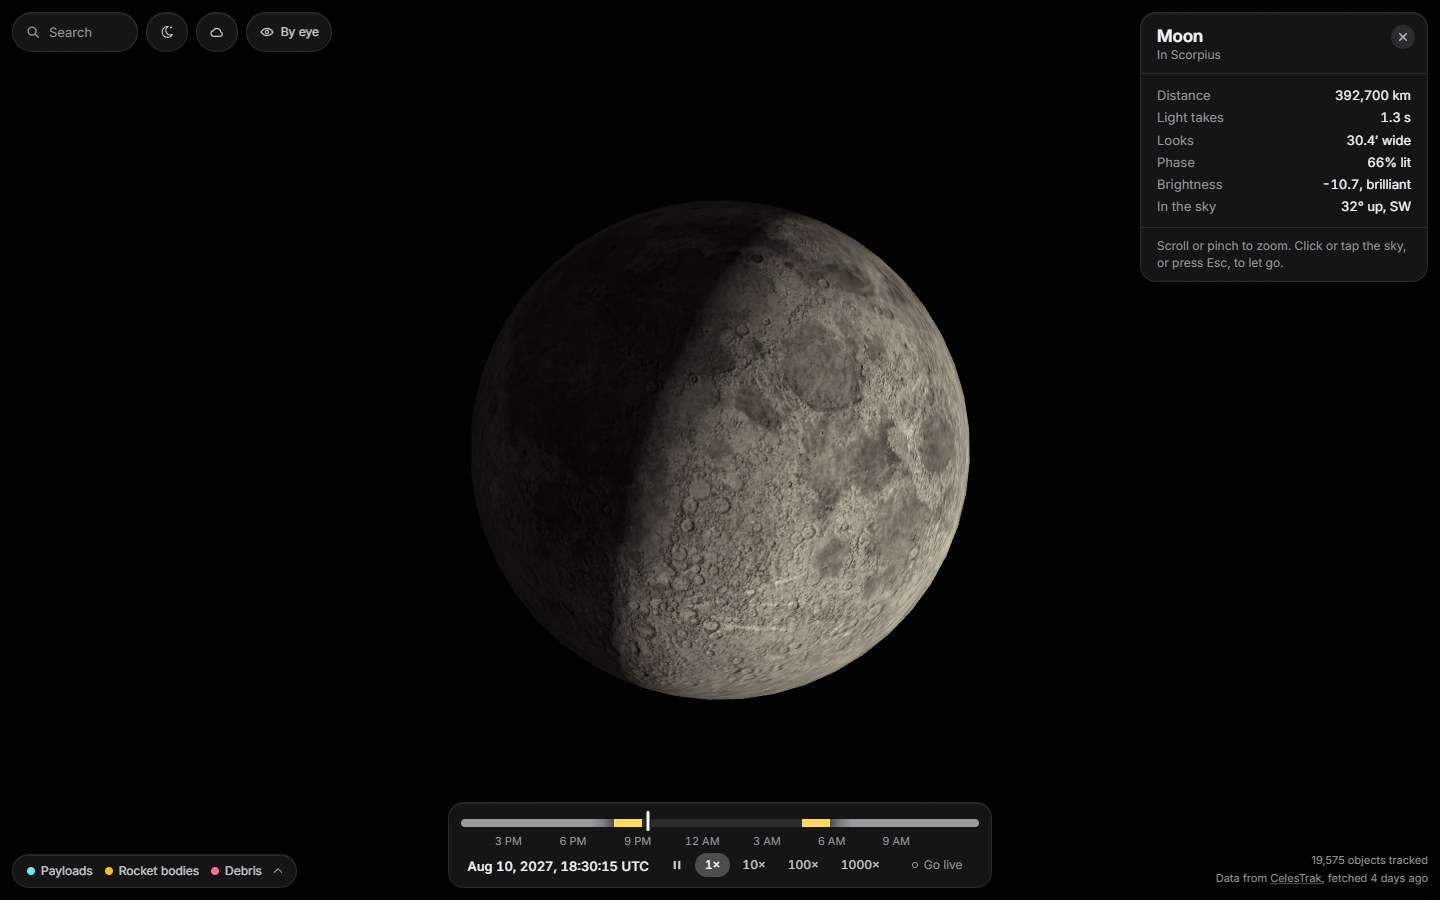 Search
By eye
Moon
In Scorpius
Distance 392,700 km
Light takes 1.3 s
Looks 30.4′ wide
Phase 66% lit
Brightness -10.7, brilliant
In the sky 32° up, SW
Scroll or pinch to zoom. Click or tap the sky,
or press Esc, to let go.
3 PM 6 PM 9 PM 12 AM 3 AM 6 AM 9 AM
Aug 10, 2027, 18:30:15 UTC 1× 10× 100× 1000× Go live
Payloads Rocket bodies Debris
19,575 objects tracked
Data from CelesTrak, fetched 4 days ago